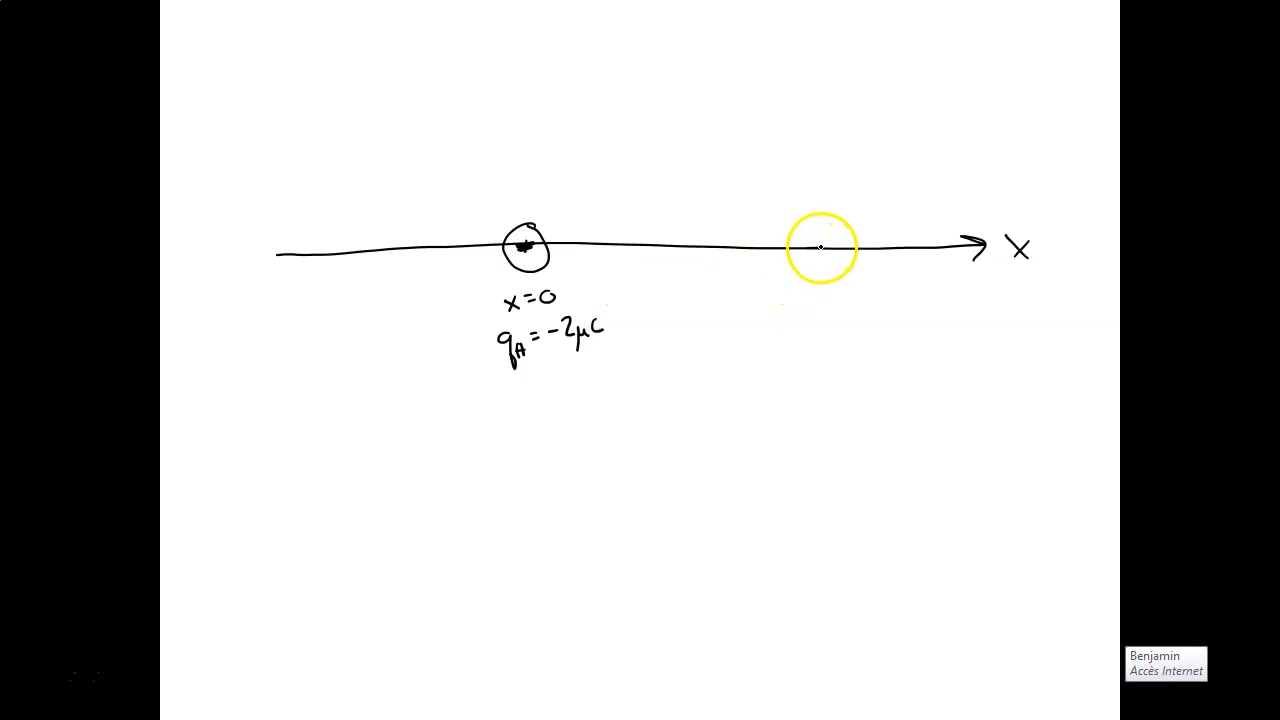 X
x=0
q_A=-2μC
Benjamin
Accès Internet